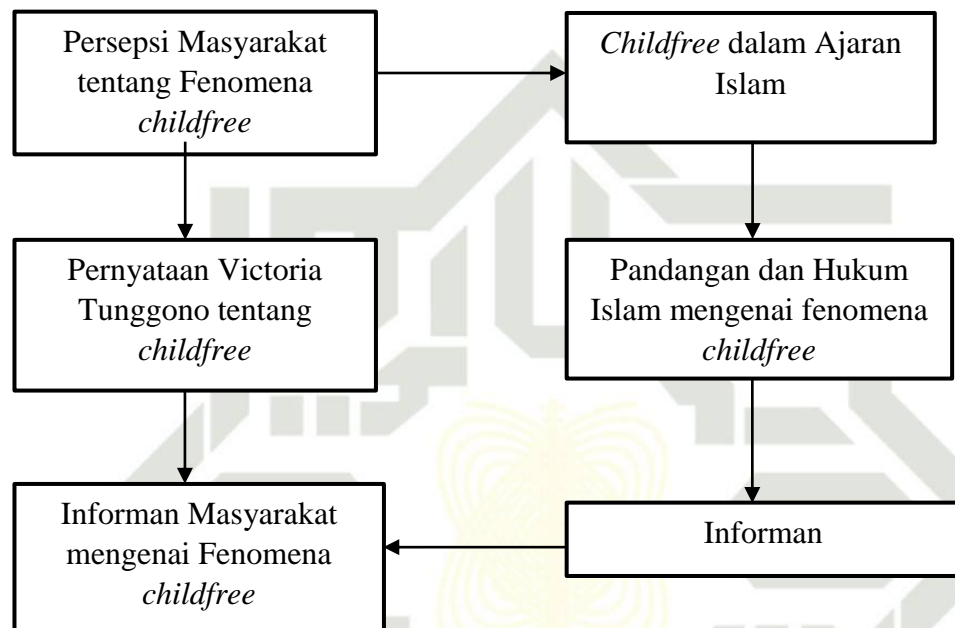 Persepsi Masyarakat
tentang Fenomena
childfree
Childfree dalam Ajaran
Islam
Pernyataan Victoria
Tunggono tentang
childfree
Pandangan dan Hukum
Islam mengenai fenomena
childfree
Informan Masyarakat
mengenai Fenomena
childfree
Informan